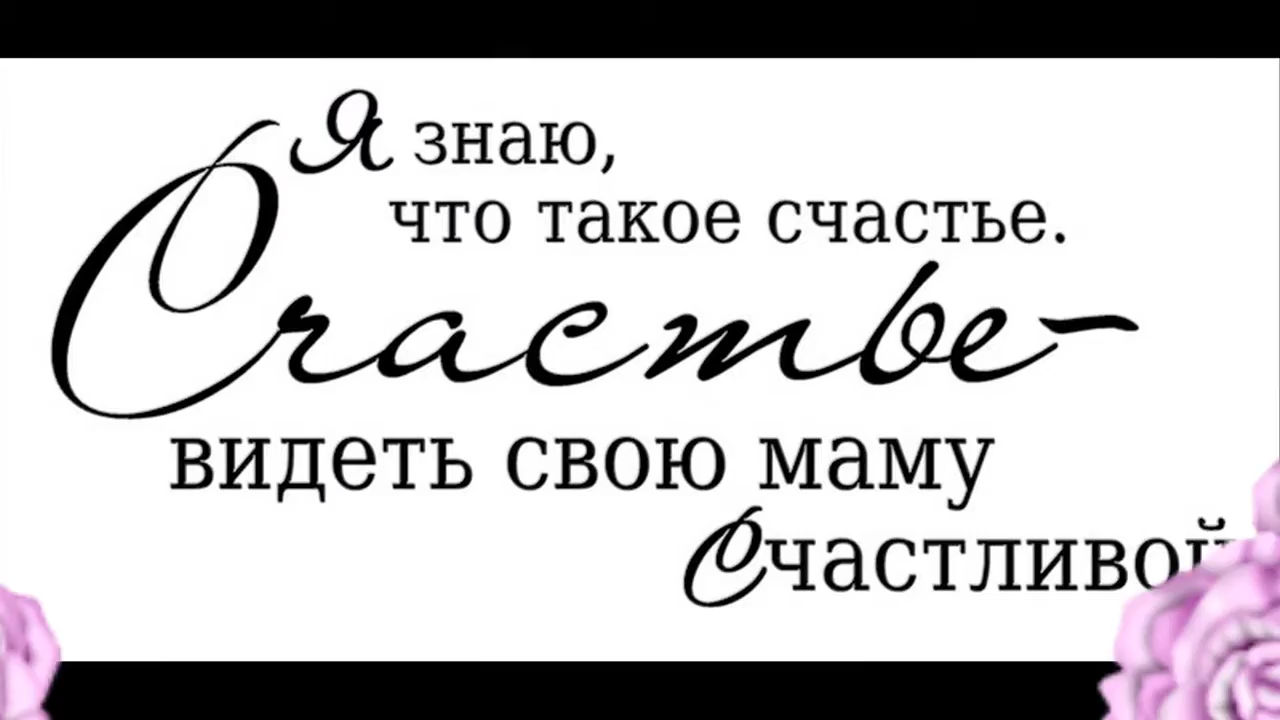 Я знаю,
что такое счастье.
Счастье-
видеть свою маму
Счастливой